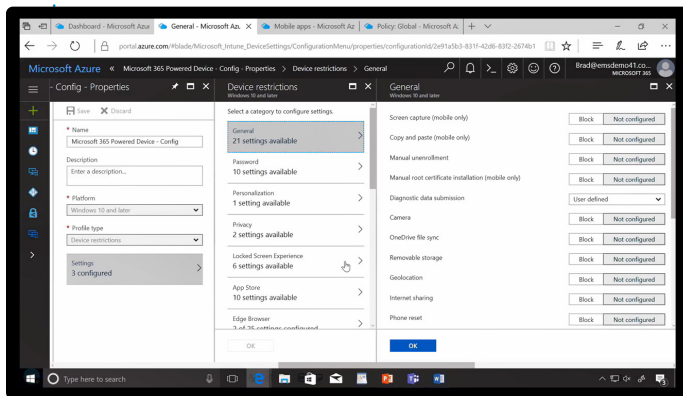 Dashboard - Microsoft Azur
General - Microsoft Azu
Mobile apps - Microsoft Az
Policy: Global - Microsoft A
portal.azure.com/#blade/Microsoft_Intune_DeviceSettings/ConfigurationMenu/properties/configurationId/2e91a5b3-831f-42d6-83f2-2674b1
Microsoft Azure « Microsoft 365 Powered Device - Config - Properties > Device restrictions > General
Brad@emsdemo41.co...
MICROSOFT 365
- Config - Properties
Save Discard
* Name
Microsoft 365 Powered Device - Config
Description
Enter a description...
* Platform
Windows 10 and later
* Profile type
Device restrictions
Settings
3 configured
Device restrictions
Windows 10 and later
Select a category to configure settings.
General
21 settings available
Password
10 settings available
Personalization
1 setting available
Privacy
2 settings available
Locked Screen Experience
6 settings available
App Store
10 settings available
Edge Browser
2 of 25 settings configured
OK
General
Windows 10 and later
Screen capture (mobile only) Block Not configured
Copy and paste (mobile only) Block Not configured
Manual unenrollment Block Not configured
Manual root certificate installation (mobile only) Block Not configured
Diagnostic data submission User defined
Camera Block Not configured
OneDrive file sync Block Not configured
Removable storage Block Not configured
Geolocation Block Not configured
Internet sharing Block Not configured
Phone reset Block Not configured
OK
Type here to search